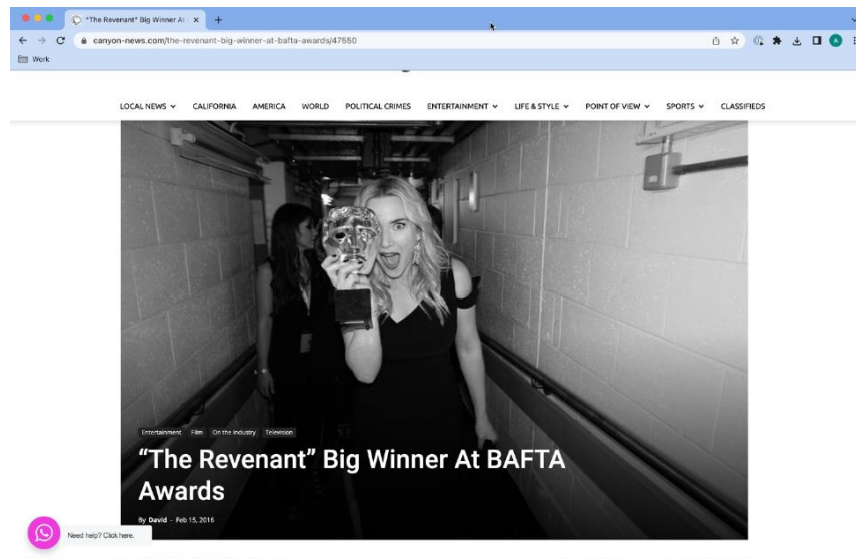 "The Revenant" Big Winner At
canyon-news.com/the-revenant-big-winner-at-bafta-awards/47550
Work
LOCAL NEWS CALIFORNIA AMERICA WORLD POLITICAL CRIMES ENTERTAINMENT LIFE & STYLE POINT OF VIEW SPORTS CLASSIFIEDS
Entertainment Film On the Industry Television
“The Revenant” Big Winner At BAFTA
Awards
By David - Feb 15, 2016
Need help? Click here.